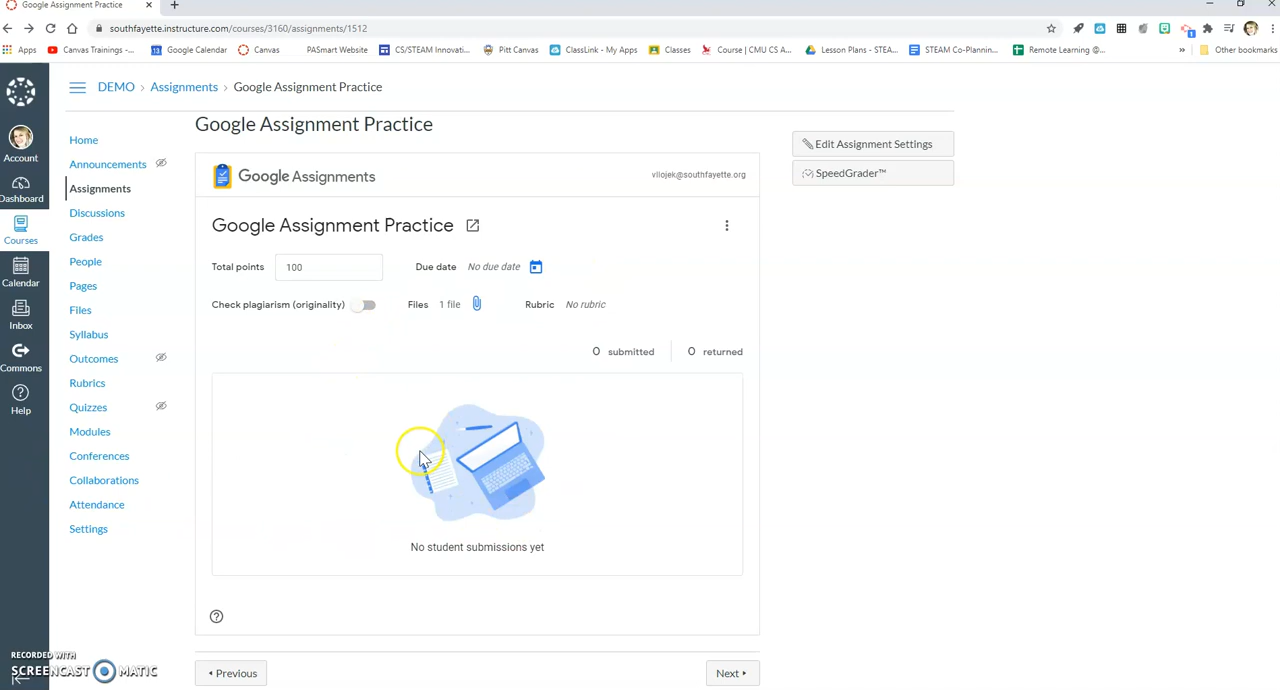 Google Assignment Practice
southfayette.instructure.com/courses/3160/assignments/1512
Apps
Canvas Trainings -...
Google Calendar
Canvas
PASmart Website
CS/STEAM Innovati...
Pitt Canvas
ClassLink - My Apps
Classes
Course | CMU CS A...
Lesson Plans - STEA...
STEAM Co-Plannin...
Remote Learning @...
Other bookmarks
DEMO › Assignments › Google Assignment Practice
Account
Dashboard
Courses
Calendar
Inbox
Commons
Help
Home
Announcements
Assignments
Discussions
Grades
People
Pages
Files
Syllabus
Outcomes
Rubrics
Quizzes
Modules
Conferences
Collaborations
Attendance
Settings
Google Assignment Practice
Google Assignments
vilojek@southfayette.org
Google Assignment Practice
Total points 100 Due date No due date
Check plagiarism (originality) Files 1 file Rubric No rubric
0 submitted 0 returned
No student submissions yet
Previous
Next
Edit Assignment Settings
SpeedGrader™
RECORDED WITH
SCREENCAST MATIC